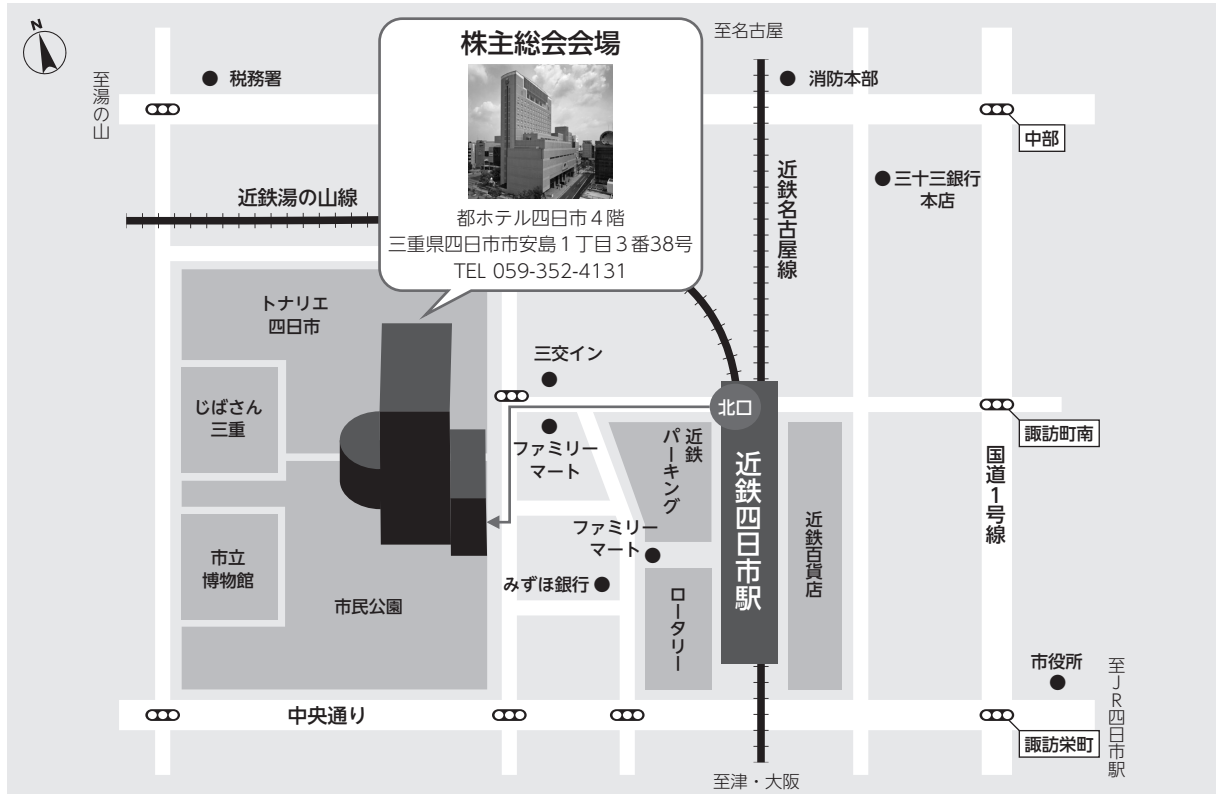 N
至湯の山
税務署
株主総会会場
都ホテル四日市4階
三重県四日市市安島1丁目3番38号
TEL 059-352-4131
至名古屋
消防本部
中部
三十三銀行
本店
近鉄湯の山線
近鉄名古屋線
トナリエ
四日市
じばさん
三重
市立
博物館
市民公園
三交イン
ファミリー
マート
北口
近鉄
パーキング
ファミリー
マート
みずほ銀行
ロータリー
近鉄四日市駅
近鉄百貨店
諏訪町南
国道1号線
市役所
至JR四日市駅
中央通り
諏訪栄町
至津・大阪